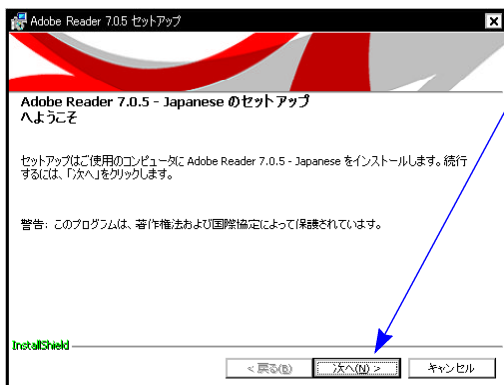 Adobe Reader 7.0.5 セットアップ
Adobe Reader 7.0.5 - Japanese のセットアップ
へようこそ
セットアップはご使用のコンピュータに Adobe Reader 7.0.5 - Japanese をインストールします。続行
するには、「次へ」をクリックします。
警告: このプログラムは、著作権法および国際協定によって保護されています。
InstallShield
< 戻る(B) 次へ(N) > キャンセル